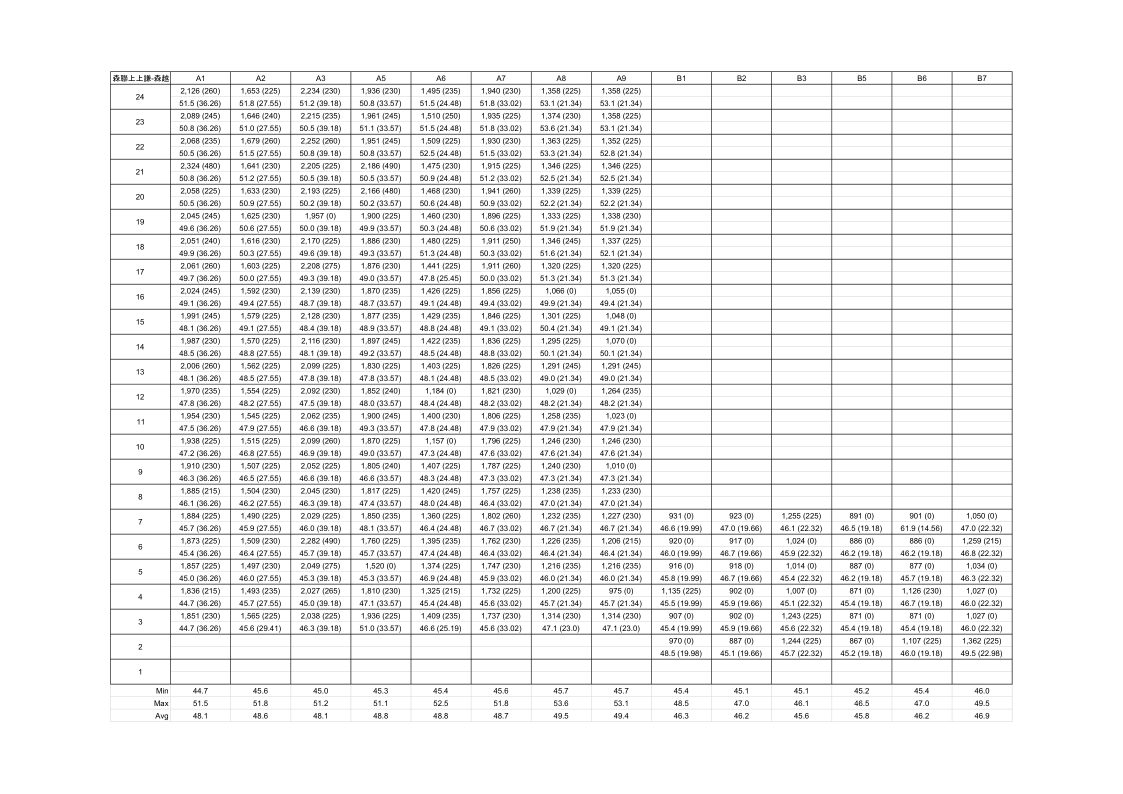 森聯上上謙-森越 A1 A2 A3 A5 A6 A7 A8 A9 B1 B2 B3 B5 B6 B7
24
2,126 (260) 1,653 (225) 2,234 (230) 1,936 (230) 1,495 (235) 1,940 (230) 1,358 (225) 1,358 (225)
51.5 (36.26) 51.8 (27.55) 51.2 (39.18) 50.8 (33.57) 51.5 (24.48) 51.8 (33.02) 53.1 (21.34) 53.1 (21.34)
23
2,089 (245) 1,646 (240) 2,215 (235) 1,961 (245) 1,510 (250) 1,935 (225) 1,374 (230) 1,358 (225)
50.8 (36.26) 51.0 (27.55) 50.5 (39.18) 51.1 (33.57) 51.5 (24.48) 51.8 (33.02) 53.6 (21.34) 53.1 (21.34)
22
2,068 (235) 1,679 (260) 2,252 (260) 1,951 (245) 1,509 (225) 1,930 (230) 1,363 (225) 1,352 (225)
50.5 (36.26) 51.5 (27.55) 50.8 (39.18) 50.8 (33.57) 52.5 (24.48) 51.5 (33.02) 53.3 (21.34) 52.8 (21.34)
21
2,324 (480) 1,641 (230) 2,205 (225) 2,186 (490) 1,475 (230) 1,915 (225) 1,346 (225) 1,346 (225)
50.8 (36.26) 51.2 (27.55) 50.5 (39.18) 50.5 (33.57) 50.9 (24.48) 51.2 (33.02) 52.5 (21.34) 52.5 (21.34)
20
2,058 (225) 1,633 (230) 2,193 (225) 2,166 (480) 1,468 (230) 1,941 (260) 1,339 (225) 1,339 (225)
50.5 (36.26) 50.9 (27.55) 50.2 (39.18) 50.2 (33.57) 50.6 (24.48) 50.9 (33.02) 52.2 (21.34) 52.2 (21.34)
19
2,045 (245) 1,625 (230) 1,957 (0) 1,900 (225) 1,460 (230) 1,896 (225) 1,333 (225) 1,338 (230)
49.6 (36.26) 50.6 (27.55) 50.0 (39.18) 49.9 (33.57) 50.3 (24.48) 50.6 (33.02) 51.9 (21.34) 51.9 (21.34)
18
2,051 (240) 1,616 (230) 2,170 (225) 1,886 (230) 1,480 (225) 1,911 (250) 1,346 (245) 1,337 (225)
49.9 (36.26) 50.3 (27.55) 49.6 (39.18) 49.3 (33.57) 51.3 (24.48) 50.3 (33.02) 51.6 (21.34) 52.1 (21.34)
17
2,061 (260) 1,603 (225) 2,208 (275) 1,876 (230) 1,441 (225) 1,911 (260) 1,320 (225) 1,320 (225)
49.7 (36.26) 50.0 (27.55) 49.3 (39.18) 49.0 (33.57) 47.8 (25.45) 50.0 (33.02) 51.3 (21.34) 51.3 (21.34)
16
2,024 (245) 1,592 (230) 2,139 (230) 1,870 (235) 1,426 (225) 1,856 (225) 1,066 (0) 1,055 (0)
49.1 (36.26) 49.4 (27.55) 48.7 (39.18) 48.7 (33.57) 49.1 (24.48) 49.4 (33.02) 49.9 (21.34) 49.4 (21.34)
15
1,991 (245) 1,579 (225) 2,128 (230) 1,877 (235) 1,429 (235) 1,846 (225) 1,301 (225) 1,048 (0)
48.1 (36.26) 49.1 (27.55) 48.4 (39.18) 48.9 (33.57) 48.8 (24.48) 49.1 (33.02) 50.4 (21.34) 49.1 (21.34)
14
1,987 (230) 1,570 (225) 2,116 (230) 1,897 (245) 1,422 (235) 1,836 (225) 1,295 (225) 1,070 (0)
48.5 (36.26) 48.8 (27.55) 48.1 (39.18) 49.2 (33.57) 48.5 (24.48) 48.8 (33.02) 50.1 (21.34) 50.1 (21.34)
13
2,006 (260) 1,562 (225) 2,099 (225) 1,830 (225) 1,403 (225) 1,826 (225) 1,291 (245) 1,291 (245)
48.1 (36.26) 48.5 (27.55) 47.8 (39.18) 47.8 (33.57) 48.1 (24.48) 48.5 (33.02) 49.0 (21.34) 49.0 (21.34)
12
1,970 (235) 1,554 (225) 2,092 (230) 1,852 (240) 1,184 (0) 1,821 (230) 1,029 (0) 1,264 (235)
47.8 (36.26) 48.2 (27.55) 47.5 (39.18) 48.0 (33.57) 48.4 (24.48) 48.2 (33.02) 48.2 (21.34) 48.2 (21.34)
11
1,954 (230) 1,545 (225) 2,062 (235) 1,900 (245) 1,400 (230) 1,806 (225) 1,258 (235) 1,023 (0)
47.5 (36.26) 47.9 (27.55) 46.6 (39.18) 49.3 (33.57) 47.8 (24.48) 47.9 (33.02) 47.9 (21.34) 47.9 (21.34)
10
1,938 (225) 1,515 (225) 2,099 (260) 1,870 (225) 1,157 (0) 1,796 (225) 1,246 (230) 1,246 (230)
47.2 (36.26) 46.8 (27.55) 46.9 (39.18) 49.0 (33.57) 47.3 (24.48) 47.6 (33.02) 47.6 (21.34) 47.6 (21.34)
9
1,910 (230) 1,507 (225) 2,052 (225) 1,805 (240) 1,407 (225) 1,787 (225) 1,240 (230) 1,010 (0)
46.3 (36.26) 46.5 (27.55) 46.6 (39.18) 46.6 (33.57) 48.3 (24.48) 47.3 (33.02) 47.3 (21.34) 47.3 (21.34)
8
1,885 (215) 1,504 (230) 2,045 (230) 1,817 (225) 1,420 (245) 1,757 (225) 1,238 (235) 1,233 (230)
46.1 (36.26) 46.2 (27.55) 46.3 (39.18) 47.4 (33.57) 48.0 (24.48) 46.4 (33.02) 47.0 (21.34) 47.0 (21.34)
7
1,884 (225) 1,490 (225) 2,029 (225) 1,850 (235) 1,360 (225) 1,802 (260) 1,232 (235) 1,227 (230) 931 (0) 923 (0) 1,255 (225) 891 (0) 901 (0) 1,050 (0)
45.7 (36.26) 45.9 (27.55) 46.0 (39.18) 48.1 (33.57) 46.4 (24.48) 46.7 (33.02) 46.7 (21.34) 46.7 (21.34) 46.6 (19.99) 47.0 (19.66) 46.1 (22.32) 46.5 (19.18) 61.9 (14.56) 47.0 (22.32)
6
1,873 (225) 1,509 (230) 2,282 (490) 1,760 (225) 1,395 (235) 1,762 (230) 1,226 (235) 1,206 (215) 920 (0) 917 (0) 1,024 (0) 886 (0) 886 (0) 1,259 (215)
45.4 (36.26) 46.4 (27.55) 45.7 (39.18) 45.7 (33.57) 47.4 (24.48) 46.4 (33.02) 46.4 (21.34) 46.4 (21.34) 46.0 (19.99) 46.7 (19.66) 45.9 (22.32) 46.2 (19.18) 46.2 (19.18) 46.8 (22.32)
5
1,857 (225) 1,497 (230) 2,049 (275) 1,520 (0) 1,374 (225) 1,747 (230) 1,216 (235) 1,216 (235) 916 (0) 918 (0) 1,014 (0) 887 (0) 877 (0) 1,034 (0)
45.0 (36.26) 46.0 (27.55) 45.3 (39.18) 45.3 (33.57) 46.9 (24.48) 45.9 (33.02) 46.0 (21.34) 46.0 (21.34) 45.8 (19.99) 46.7 (19.66) 45.4 (22.32) 46.2 (19.18) 45.7 (19.18) 46.3 (22.32)
4
1,836 (215) 1,493 (235) 2,027 (265) 1,810 (230) 1,325 (215) 1,732 (225) 1,200 (225) 975 (0) 1,135 (225) 902 (0) 1,007 (0) 871 (0) 1,126 (230) 1,027 (0)
44.7 (36.26) 45.7 (27.55) 45.0 (39.18) 47.1 (33.57) 45.4 (24.48) 45.6 (33.02) 45.7 (21.34) 45.7 (21.34) 45.5 (19.99) 45.9 (19.66) 45.1 (22.32) 45.4 (19.18) 46.7 (19.18) 46.0 (22.32)
3
1,851 (230) 1,565 (225) 2,038 (225) 1,936 (225) 1,409 (235) 1,737 (230) 1,314 (230) 1,314 (230) 907 (0) 902 (0) 1,243 (225) 871 (0) 871 (0) 1,027 (0)
44.7 (36.26) 45.6 (29.41) 46.3 (39.18) 51.0 (33.57) 46.6 (25.19) 45.6 (33.02) 47.1 (23.0) 47.1 (23.0) 45.4 (19.99) 45.9 (19.66) 45.6 (22.32) 45.4 (19.18) 45.4 (19.18) 46.0 (22.32)
2
970 (0) 887 (0) 1,244 (225) 867 (0) 1,107 (225) 1,362 (225)
48.5 (19.98) 45.1 (19.66) 45.7 (22.32) 45.2 (19.18) 46.0 (19.18) 49.5 (22.98)
1
Min 44.7 45.6 45.0 45.3 45.4 45.6 45.7 45.7 45.4 45.1 45.1 45.2 45.4 46.0
Max 51.5 51.8 51.2 51.1 52.5 51.8 53.6 53.1 48.5 47.0 46.1 46.5 47.0 49.5
Avg 48.1 48.6 48.1 48.8 48.8 48.7 49.5 49.4 46.3 46.2 45.6 45.8 46.2 46.9